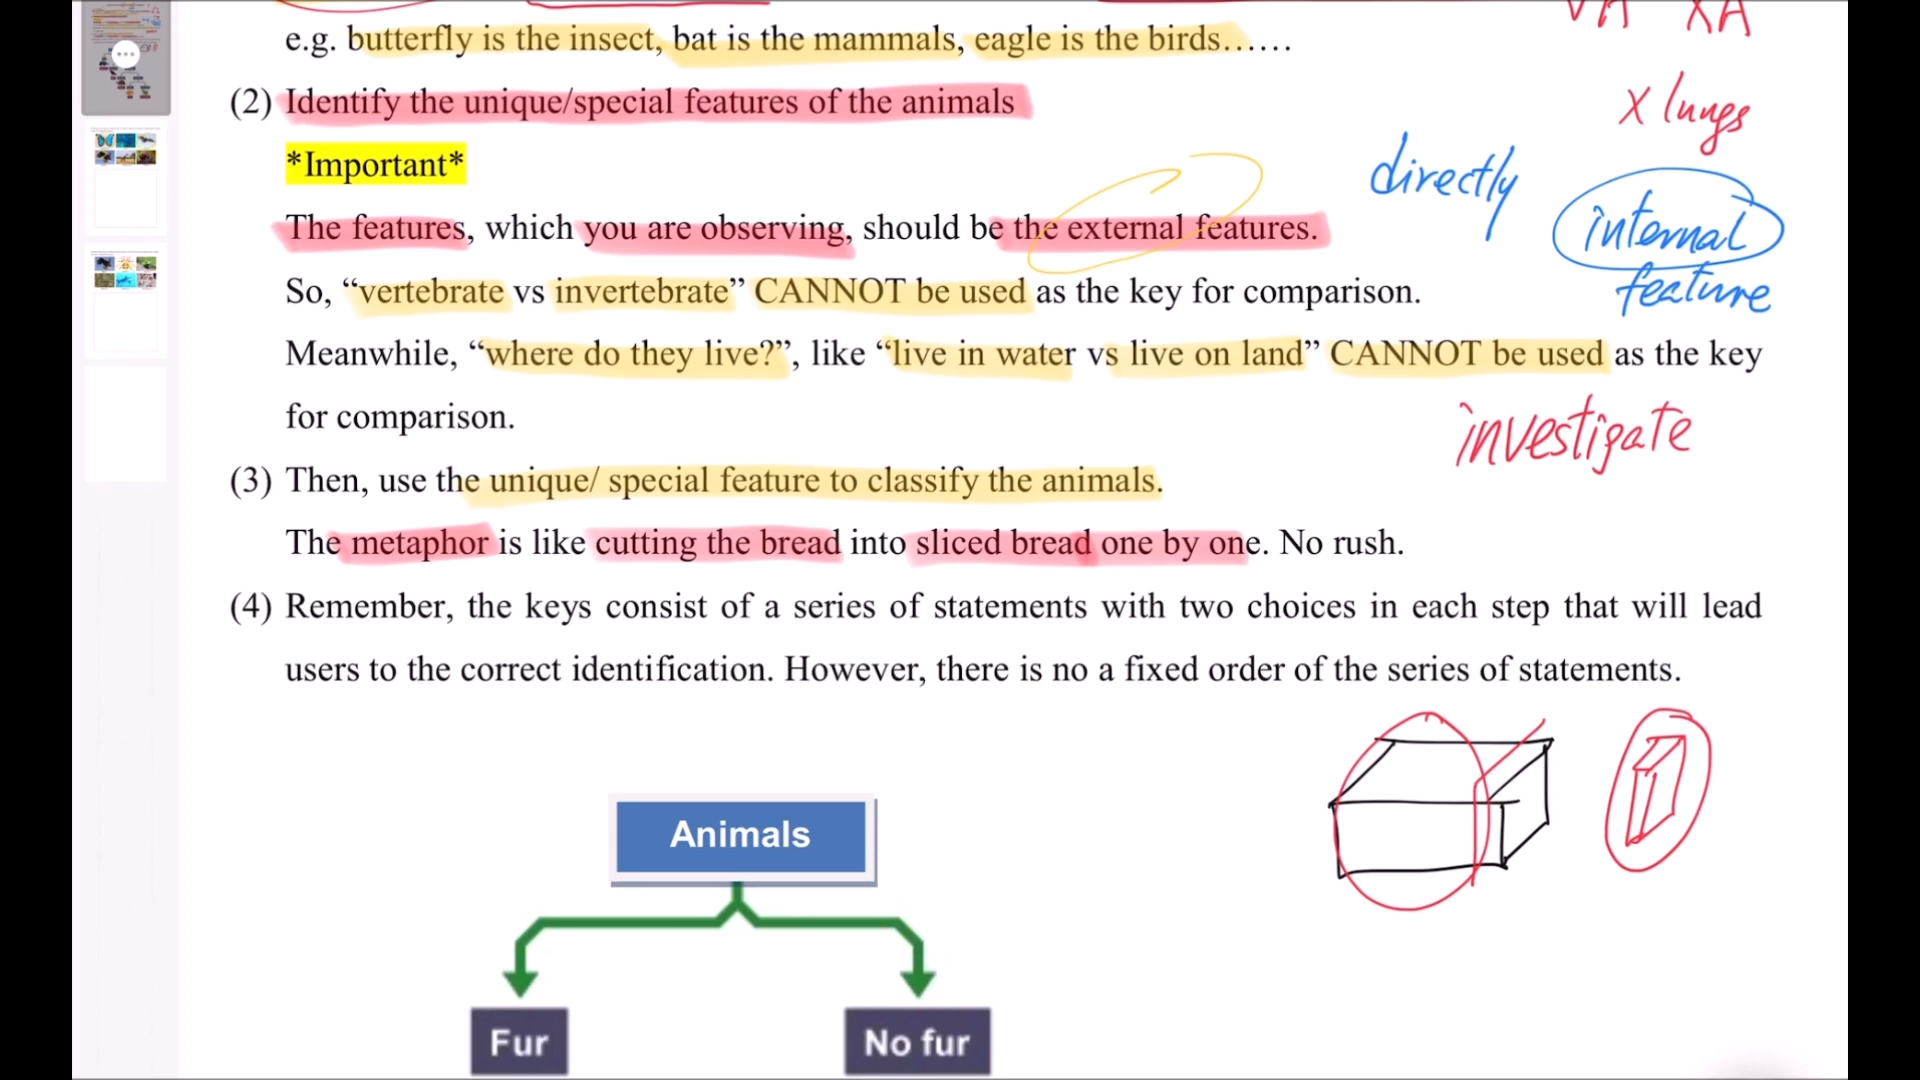 e.g. butterfly is the insect, bat is the mammals, eagle is the birds……
(2) Identify the unique/special features of the animals
X lungs
*Important*
directly
The features, which you are observing, should be the external features.
internal
feature
So, “vertebrate vs invertebrate” CANNOT be used as the key for comparison.
Meanwhile, “where do they live?”, like “live in water vs live on land” CANNOT be used as the key
for comparison.
investigate
(3) Then, use the unique/ special feature to classify the animals.
The metaphor is like cutting the bread into sliced bread one by one. No rush.
(4) Remember, the keys consist of a series of statements with two choices in each step that will lead
users to the correct identification. However, there is no a fixed order of the series of statements.
Animals
Fur
No fur